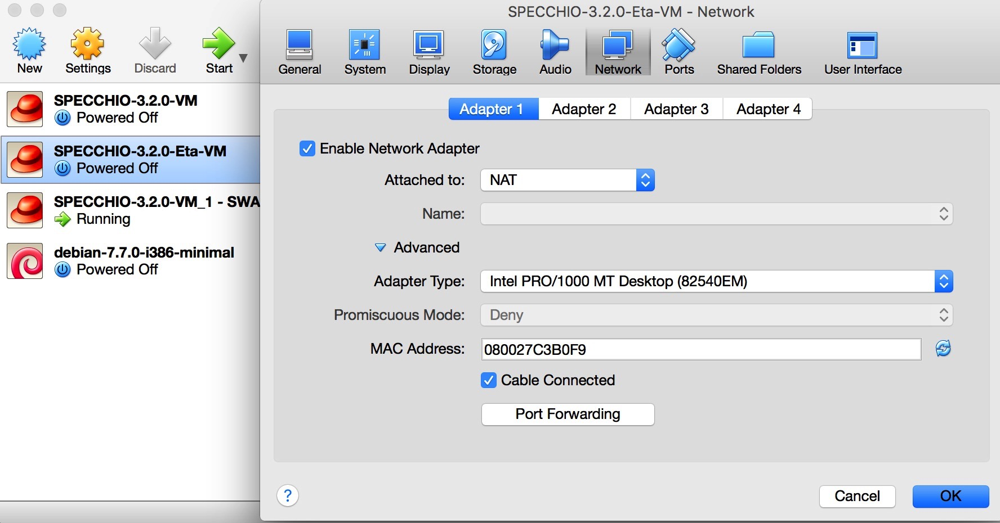 SPECCHIO-3.2.0-Eta-VM - Network
New
Settings
Discard
Start
General
System
Display
Storage
Audio
Network
Ports
Shared Folders
User Interface
SPECCHIO-3.2.0-VM
Powered Off
SPECCHIO-3.2.0-Eta-VM
Powered Off
SPECCHIO-3.2.0-VM_1 - SWA
Running
debian-7.7.0-i386-minimal
Powered Off
Adapter 1
Adapter 2
Adapter 3
Adapter 4
Enable Network Adapter
Attached to: NAT
Name:
Advanced
Adapter Type: Intel PRO/1000 MT Desktop (82540EM)
Promiscuous Mode: Deny
MAC Address: 080027C3B0F9
Cable Connected
Port Forwarding
?
Cancel
OK